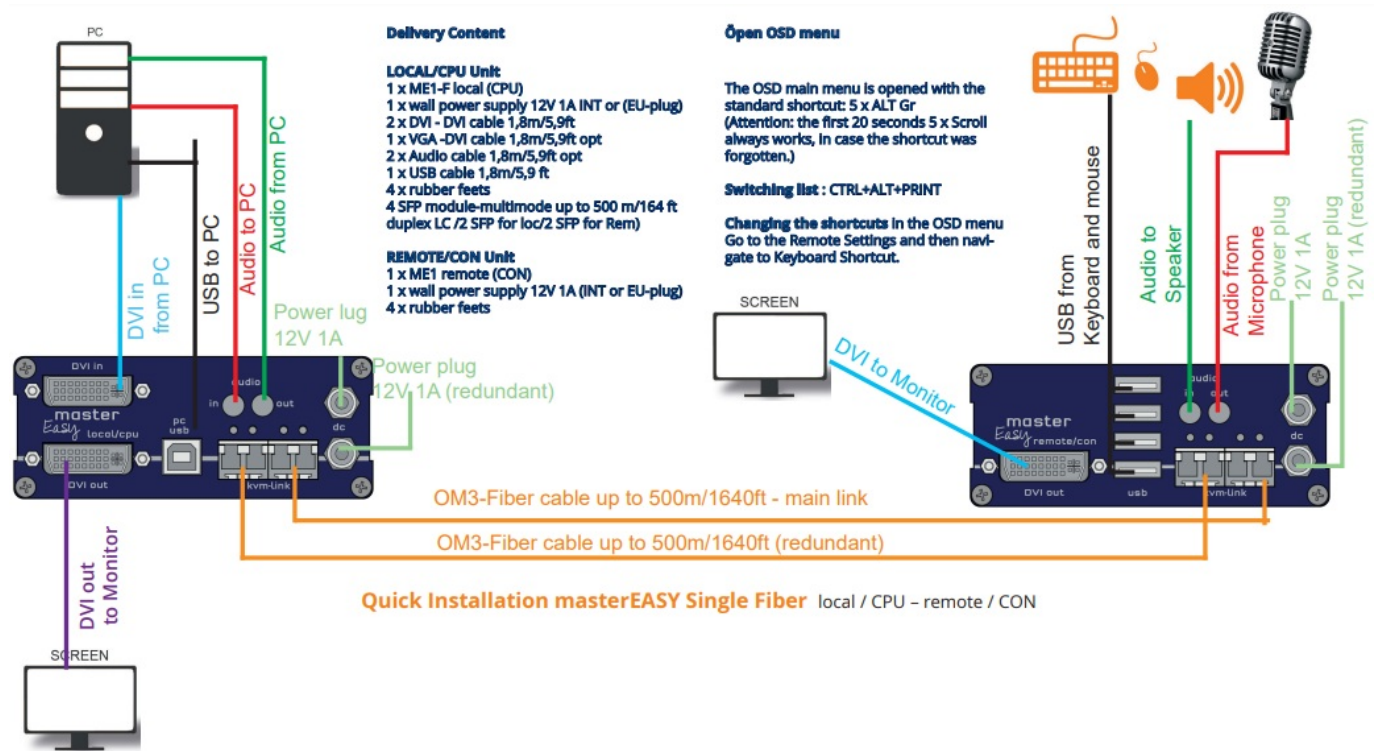 PC
Delivery Content
LOCAL/CPU Unit
1 x ME1-F local (CPU)
1 x wall power supply 12V 1A INT or (EU-plug)
2 x DVI - DVI cable 1,8m/5,9ft
1 x VGA -DVI cable 1,8m/5,9ft opt
2 x Audio cable 1,8m/5,9ft opt
1 x USB cable 1,8m/5,9 ft
4 x rubber feets
4 SFP module-multimode up to 500 m/164 ft
duplex LC /2 SFP for loc/2 SFP for Rem)
REMOTE/CON Unit
1 x ME1 remote (CON)
1 x wall power supply 12V 1A (INT or EU-plug)
4 x rubber feets
Öpen OSD menu
The OSD main menu is opened with the
standard shortcut: 5 x ALT Gr
(Attention: the first 20 seconds 5 x Scroll
always works, in case the shortcut was
forgotten.)
Switching list : CTRL+ALT+PRINT
Changing the shortcuts in the OSD menu
Go to the Remote Settings and then navi-
gate to Keyboard Shortcut.
DVI in
from PC
USB to PC
Audio to PC
Audio from PC
Power lug
12V 1A
Power plug
12V 1A (redundant)
SCREEN
DVI to Monitor
USB from
Keyboard and mouse
Audio to
Speaker
Audio from
Microphone
Power plug
12V 1A
Power plug
12V 1A (redundant)
DVI in
audio
in
out
master
Easy local/cpu
pc
usb
dc
DVI out
kvm-link
audio
in
out
master
Easy remote/con
dc
DVI out
usb
kvm-link
OM3-Fiber cable up to 500m/1640ft - main link
OM3-Fiber cable up to 500m/1640ft (redundant)
DVI out
to Monitor
Quick Installation masterEASY Single Fiber local / CPU – remote / CON
SCREEN